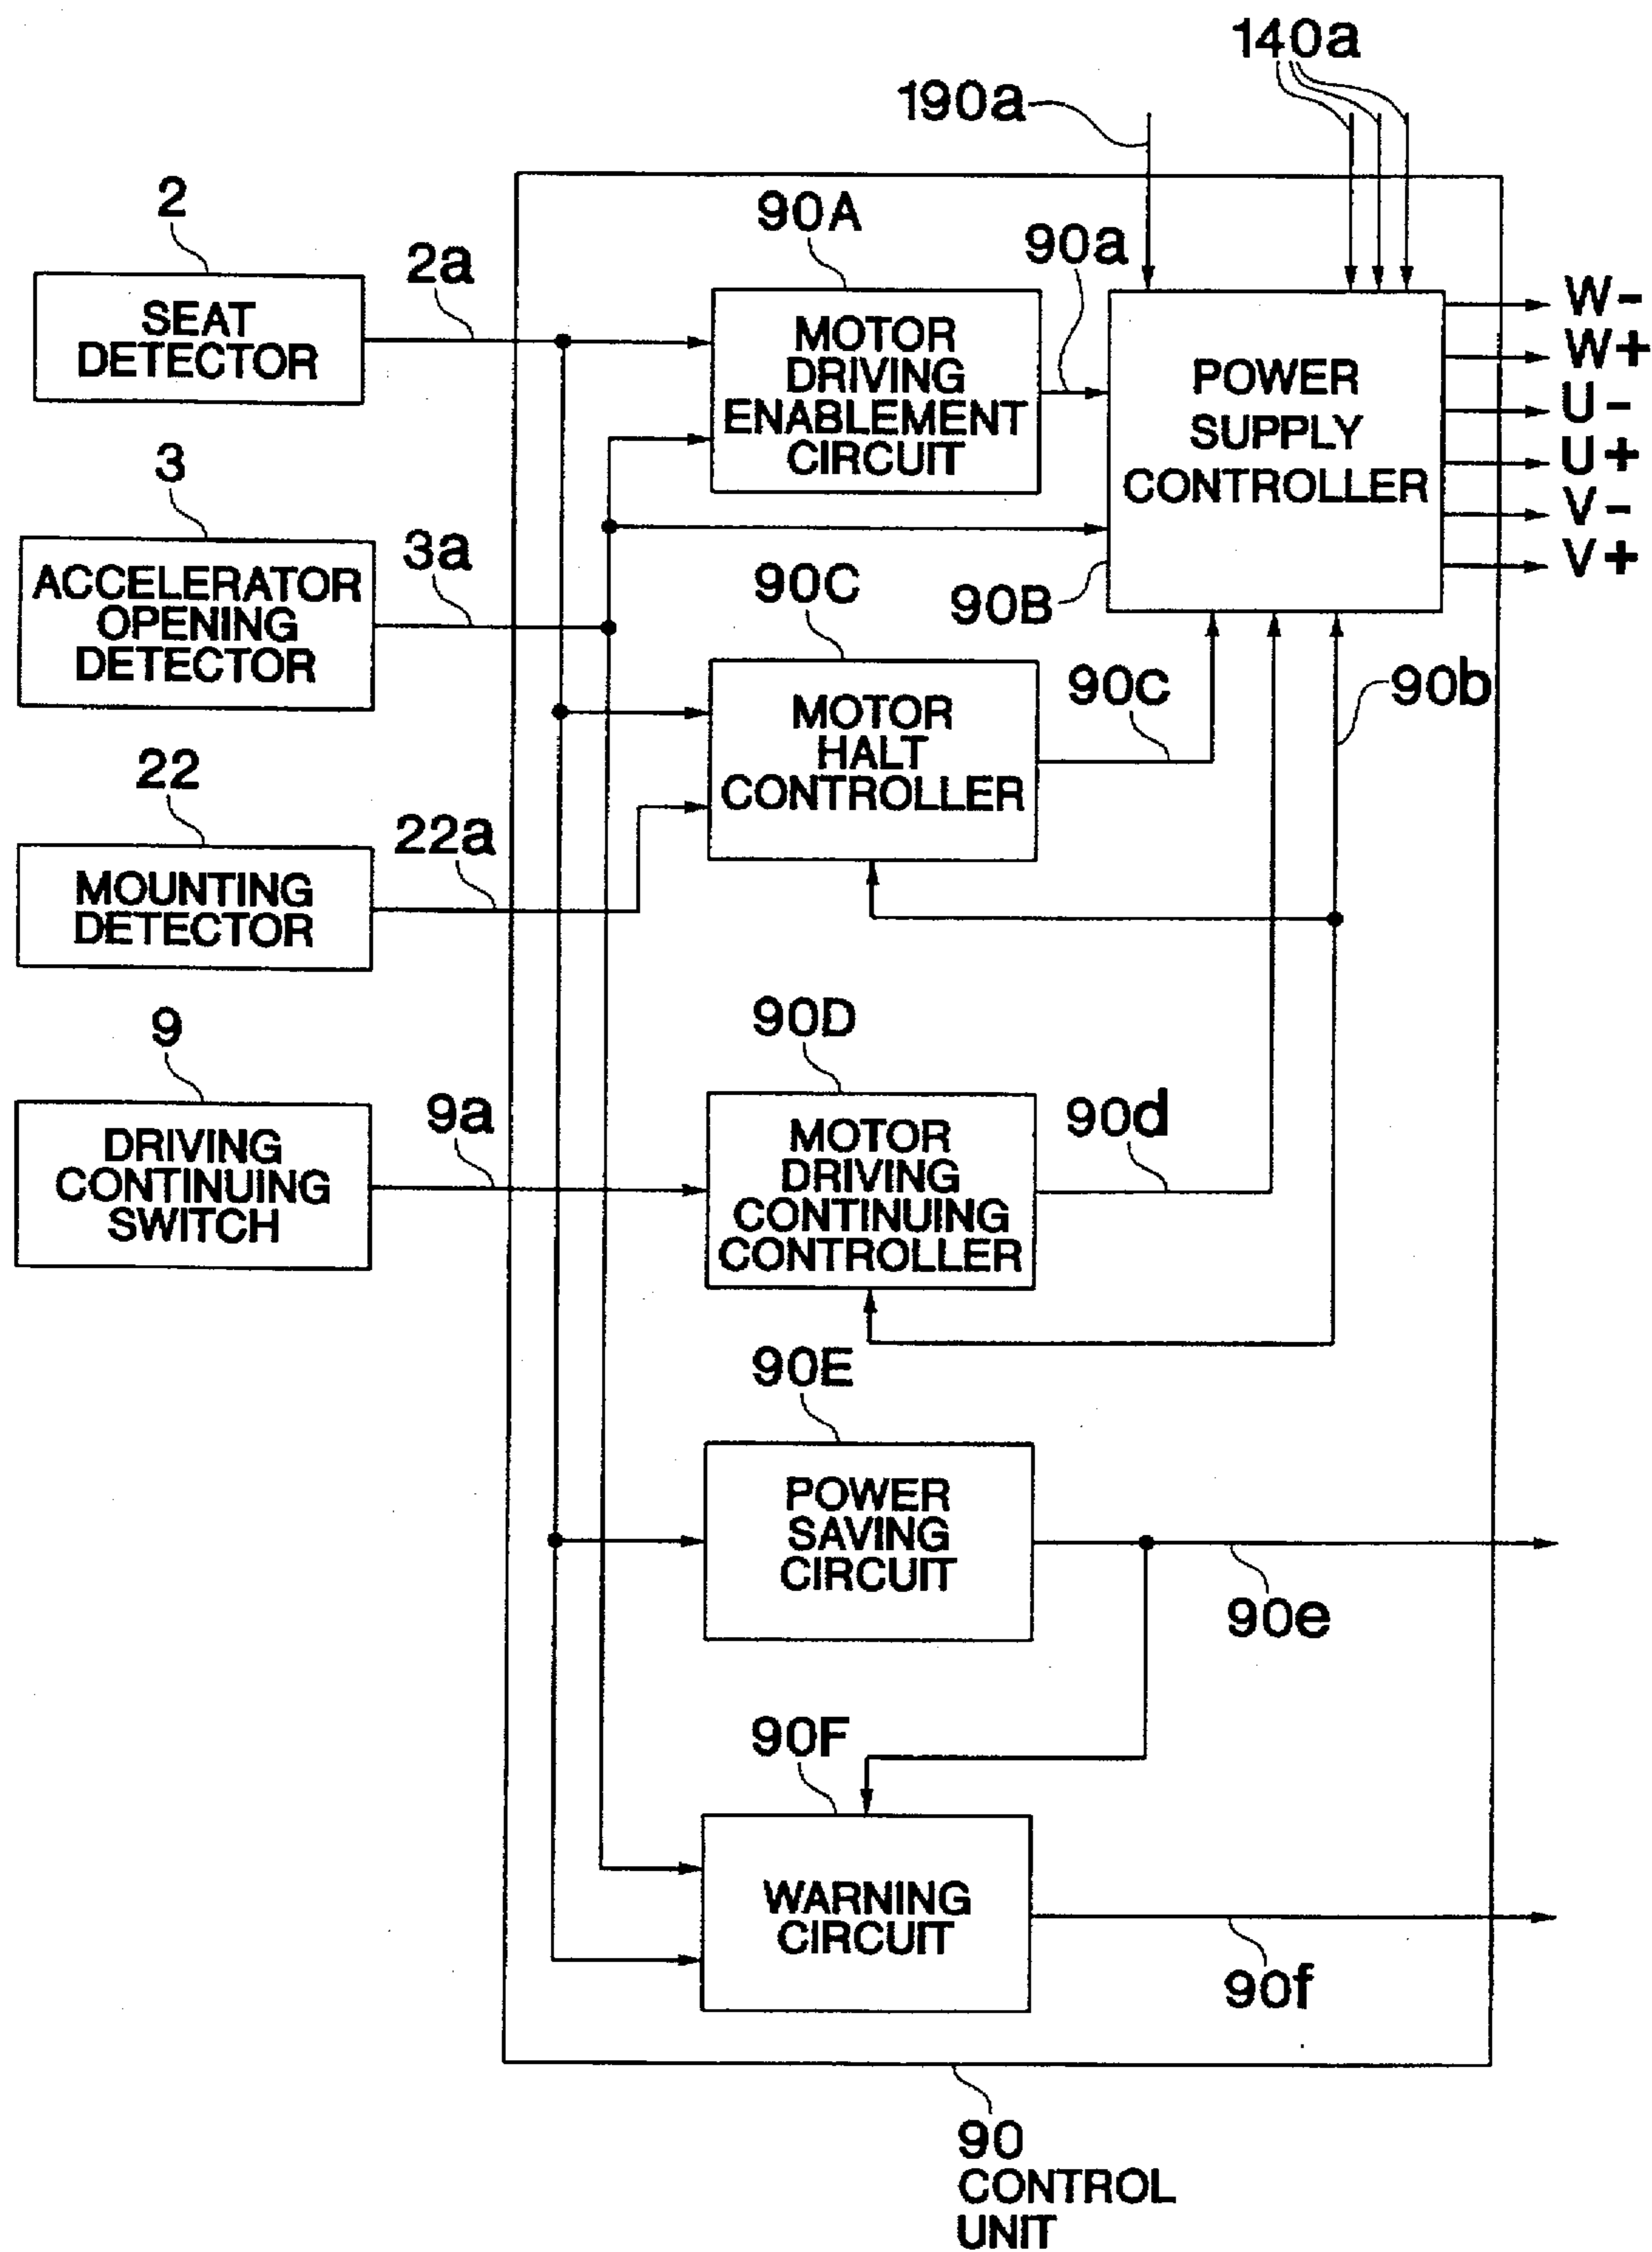 140a
190a
2
90A
2a
90a
SEAT
DETECTOR
MOTOR
DRIVING
ENABLEMENT
CIRCUIT
POWER
SUPPLY
CONTROLLER
W-
W+
U-
U+
V-
V+
3
3a
ACCELERATOR
OPENING
DETECTOR
90C
90B
MOTOR
HALT
CONTROLLER
90c
90b
22
22a
MOUNTING
DETECTOR
9
90D
9a
90d
DRIVING
CONTINUING
SWITCH
MOTOR
DRIVING
CONTINUING
CONTROLLER
90E
POWER
SAVING
CIRCUIT
90e
90F
WARNING
CIRCUIT
90f
90
CONTROL
UNIT